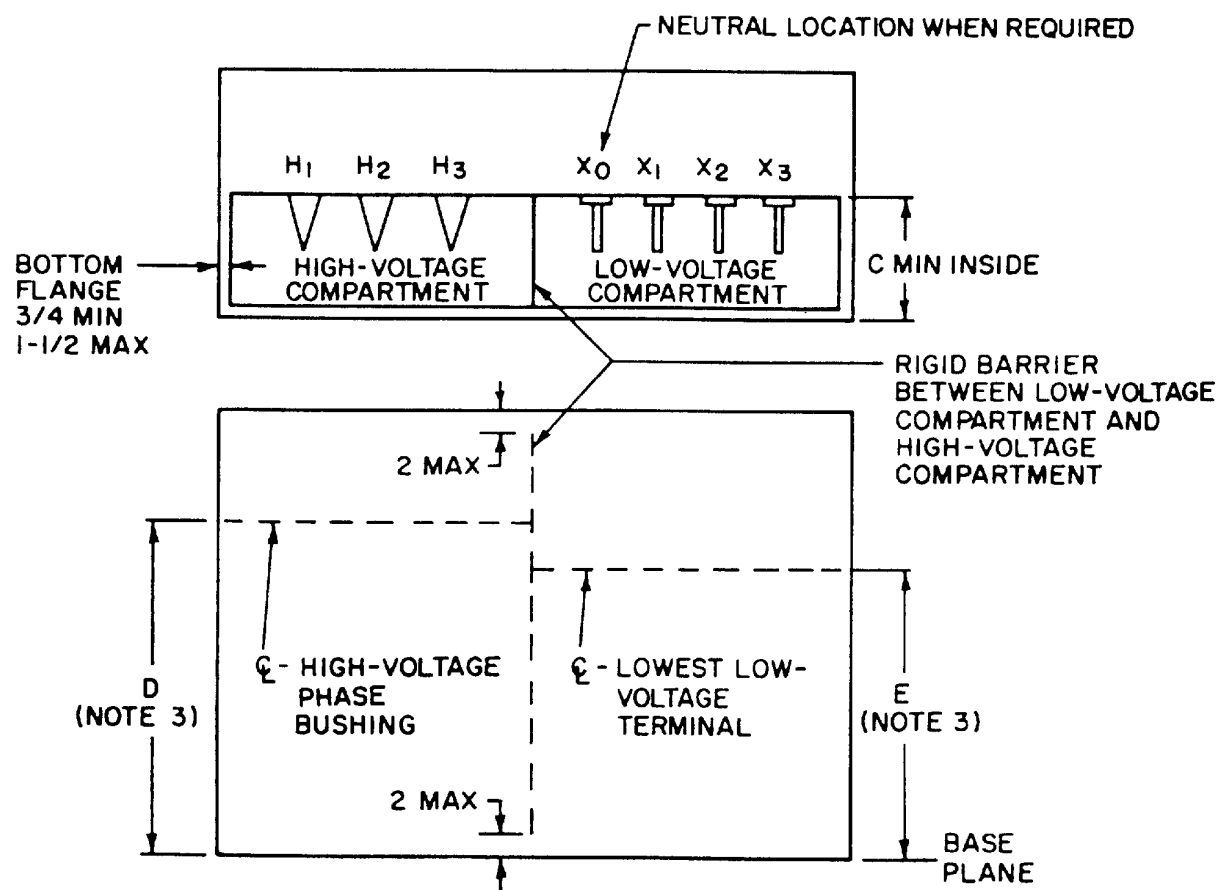 NEUTRAL LOCATION WHEN REQUIRED
H1 H2 H3 X0 X1 X2 X3
BOTTOM
FLANGE
3/4 MIN
1-1/2 MAX
HIGH-VOLTAGE
COMPARTMENT
LOW-VOLTAGE
COMPARTMENT
C MIN INSIDE
RIGID BARRIER
BETWEEN LOW-VOLTAGE
COMPARTMENT AND
HIGH-VOLTAGE
COMPARTMENT
2 MAX
D
(NOTE 3)
℄ - HIGH-VOLTAGE
PHASE
BUSHING
℄ - LOWEST LOW-
VOLTAGE
TERMINAL
E
(NOTE 3)
2 MAX
BASE
PLANE